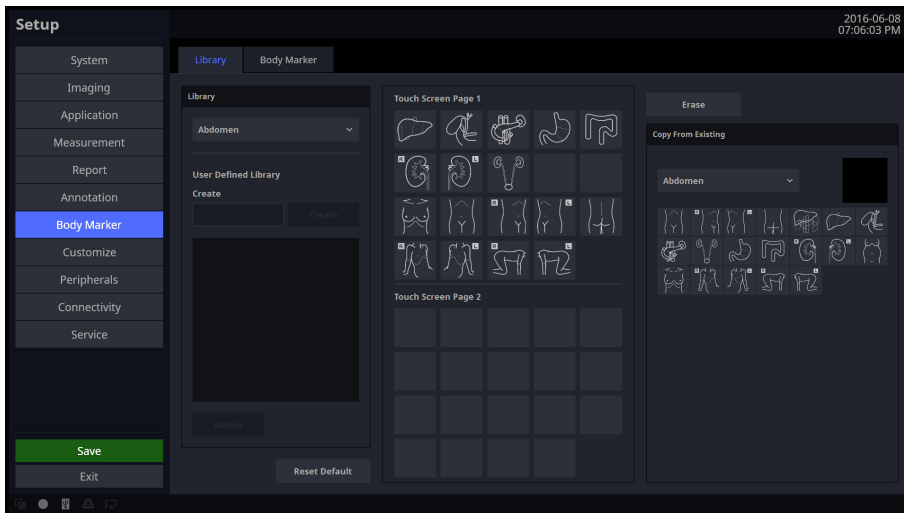 Setup
2016-06-08
07:06:03 PM
System
Imaging
Application
Measurement
Report
Annotation
Body Marker
Customize
Peripherals
Connectivity
Service
Save
Exit
Library
Body Marker
Library
Abdomen
User Defined Library
Create
Create
Delete
Reset Default
Touch Screen Page 1
R
L
R
L
R
L
R
L
Touch Screen Page 2
Erase
Copy From Existing
Abdomen
R
L
R
L
R
L
R
L